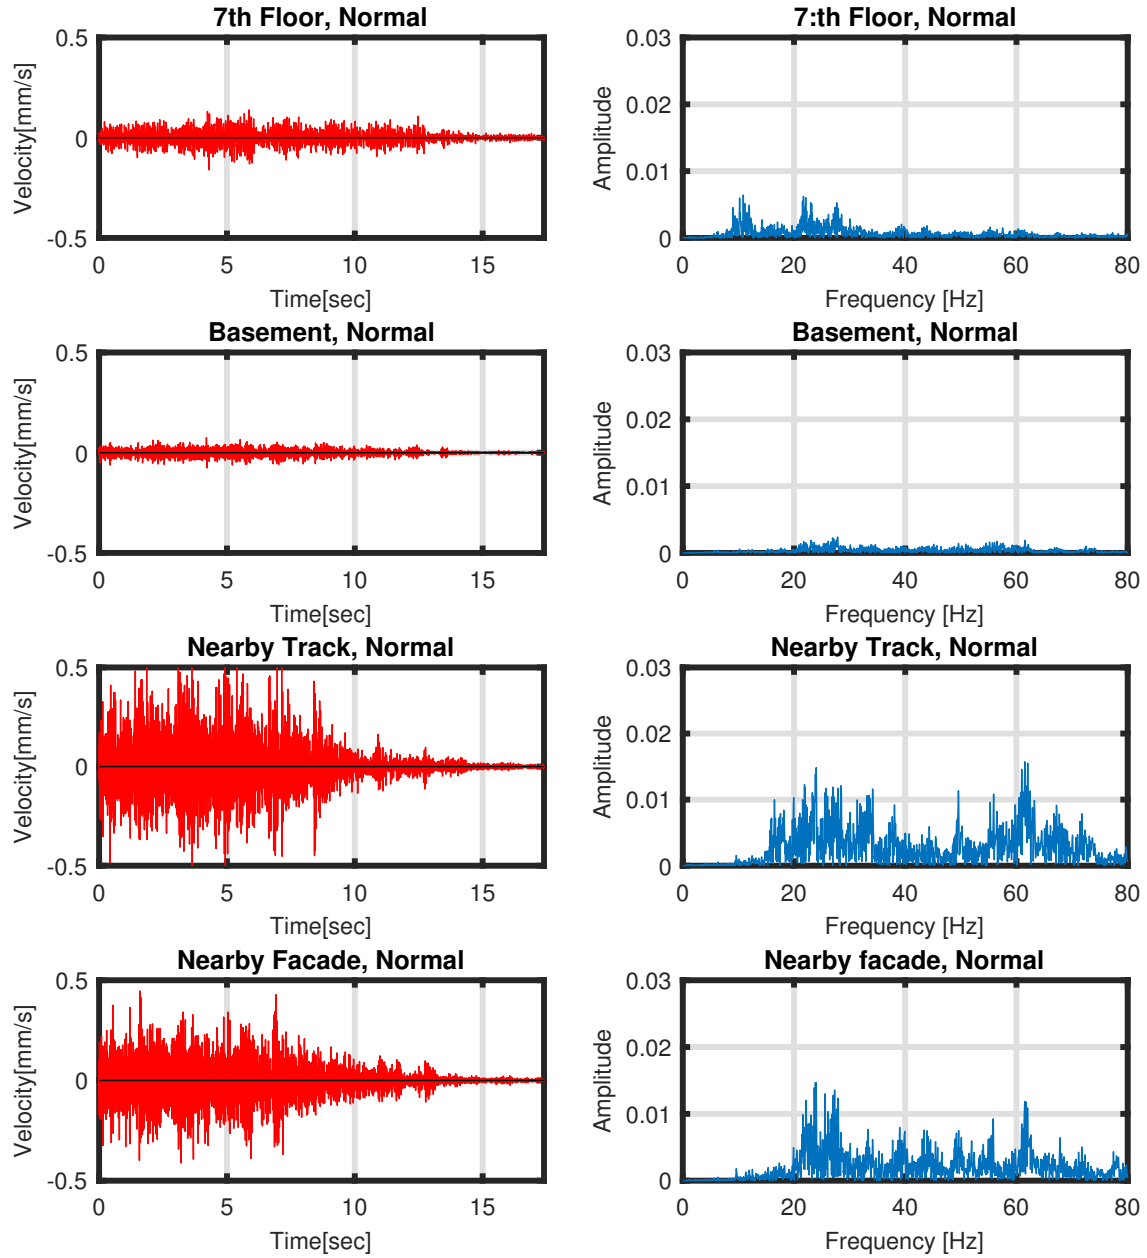 7th Floor, Normal
7:th Floor, Normal
0.5
0
-0.5
Velocity[mm/s]
0 5 10 15
Time[sec]
0.03
0.02
0.01
0
Amplitude
0 20 40 60 80
Frequency [Hz]
Basement, Normal
Basement, Normal
0.5
0
-0.5
Velocity[mm/s]
0 5 10 15
Time[sec]
0.03
0.02
0.01
0
Amplitude
0 20 40 60 80
Frequency [Hz]
Nearby Track, Normal
Nearby Track, Normal
0.5
0
-0.5
Velocity[mm/s]
0 5 10 15
Time[sec]
0.03
0.02
0.01
0
Amplitude
0 20 40 60 80
Frequency [Hz]
Nearby Facade, Normal
Nearby facade, Normal
0.5
0
-0.5
Velocity[mm/s]
0 5 10 15
Time[sec]
0.03
0.02
0.01
0
Amplitude
0 20 40 60 80
Frequency [Hz]